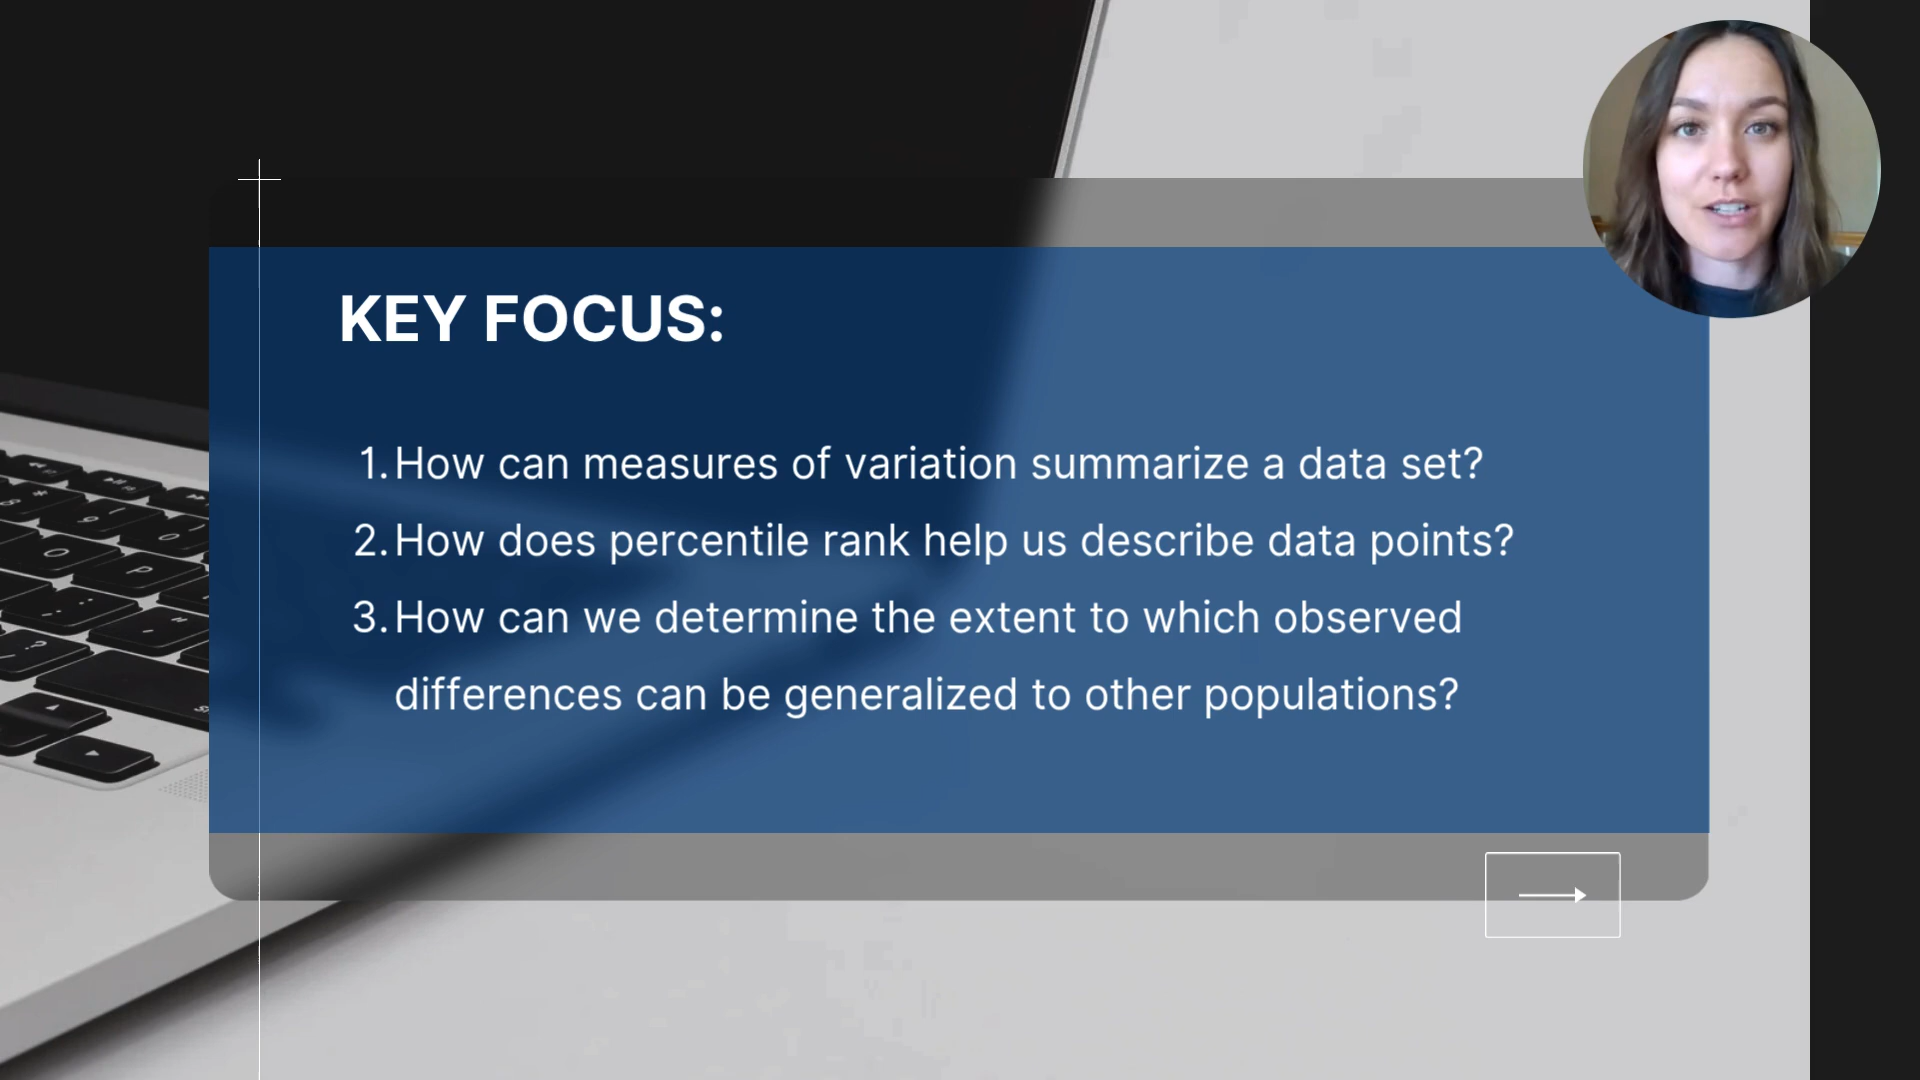 KEY FOCUS:
1. How can measures of variation summarize a data set?
2. How does percentile rank help us describe data points?
3. How can we determine the extent to which observed
differences can be generalized to other populations?